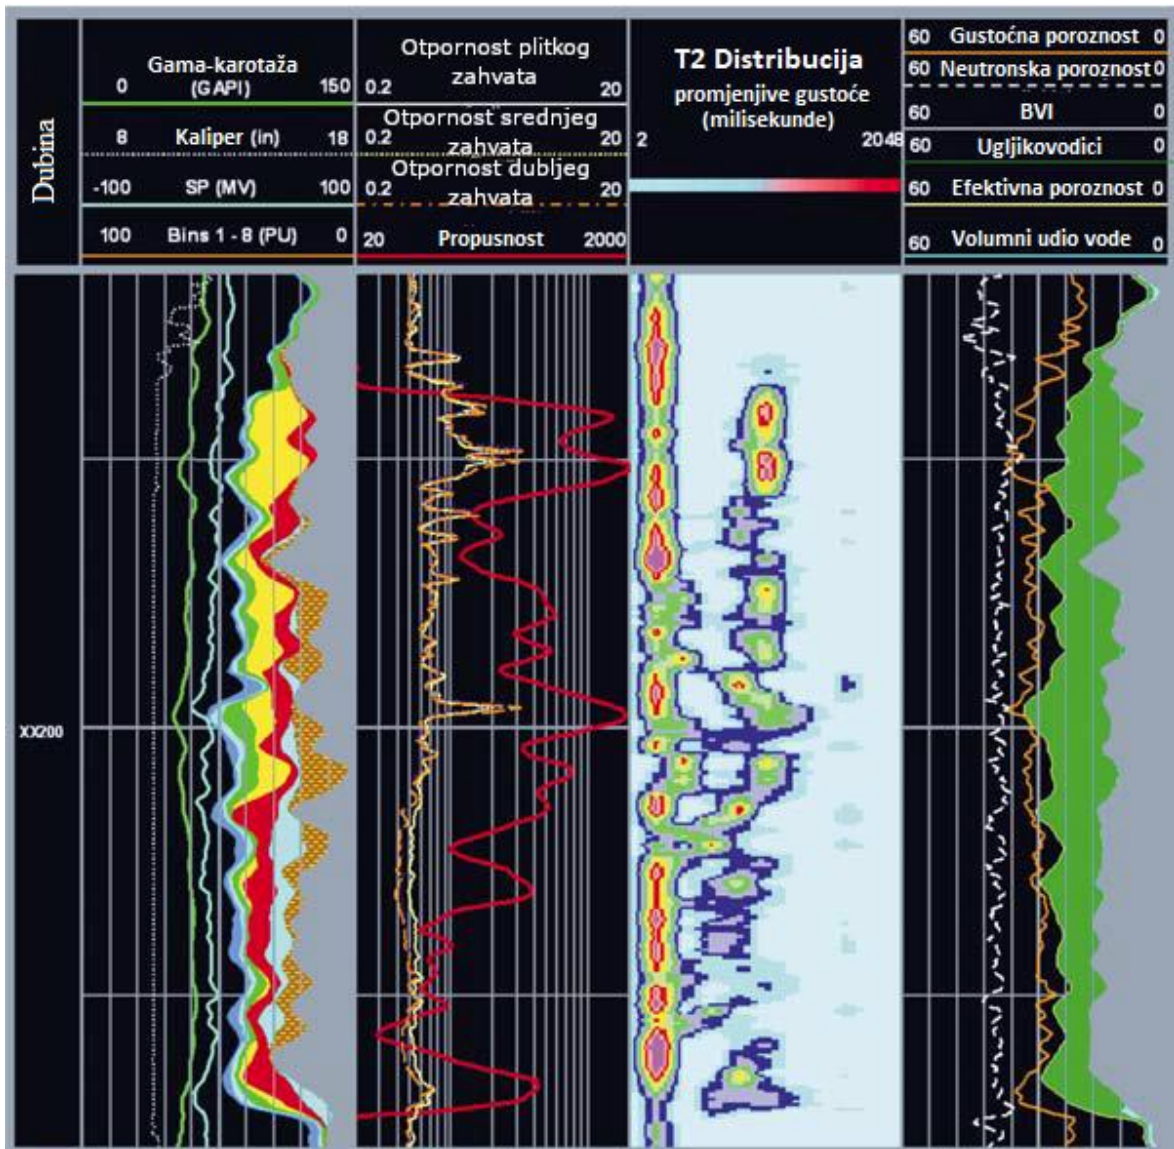 Dubina
Gama-karotaža
0 (GAPI) 150
8 Kaliper (in) 18
-100 SP (MV) 100
100 Bins 1 - 8 (PU) 0
Otpornost plitkog
zahvata
0.2 20
Otpornost srednjeg
0.2 zahvata 20
Otpornost dubljeg
0.2 zahvata 20
20 Propusnost 2000
T2 Distribucija
promjenjive gustoće
(milisekunde)
2 2048
60 Gustoćna poroznost 0
60 Neutronska poroznost 0
BVI
60 0
Ugljikovodici
60 0
60 Efektivna poroznost 0
60 Volumni udio vode 0
XX200